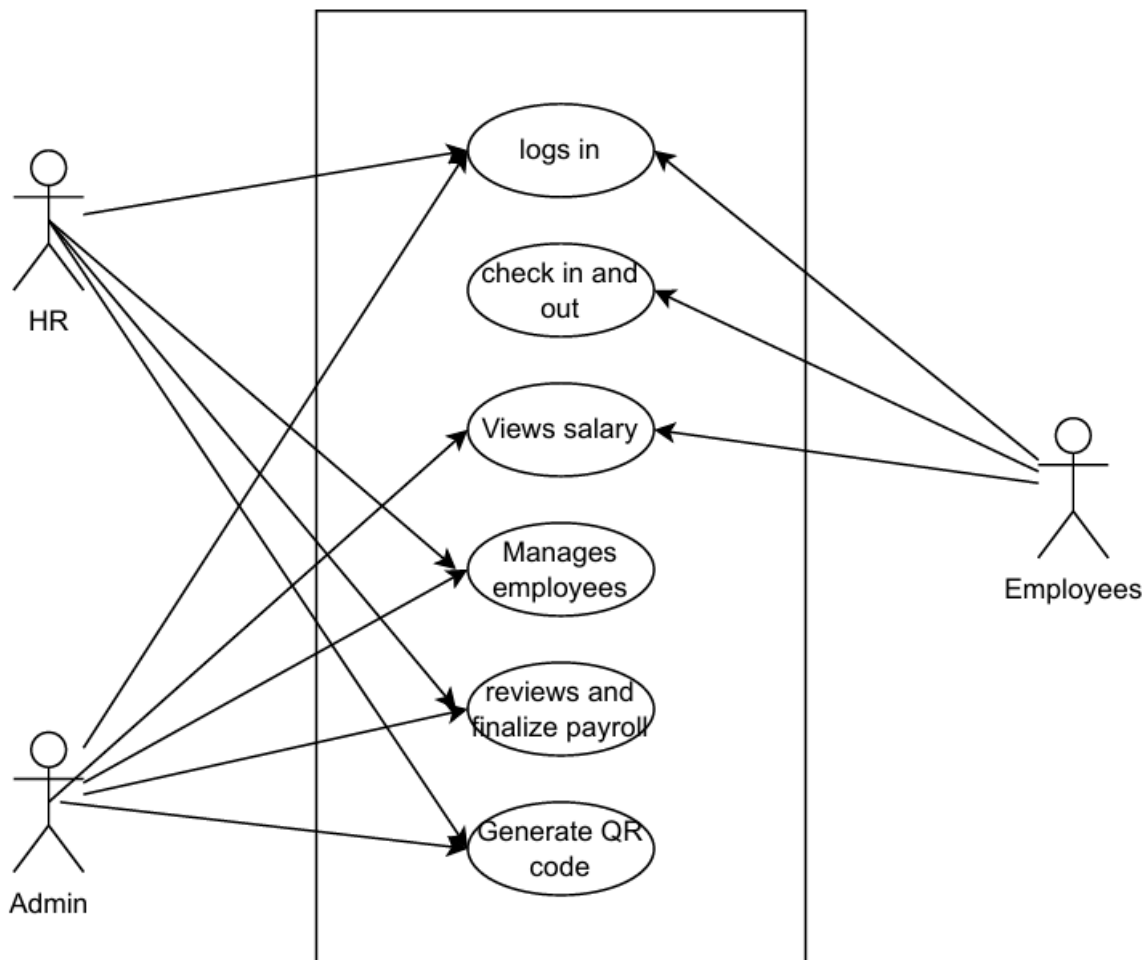 logs in
HR
check in and
out
Views salary
Manages
employees
Employees
reviews and
finalize payroll
Generate QR
code
Admin